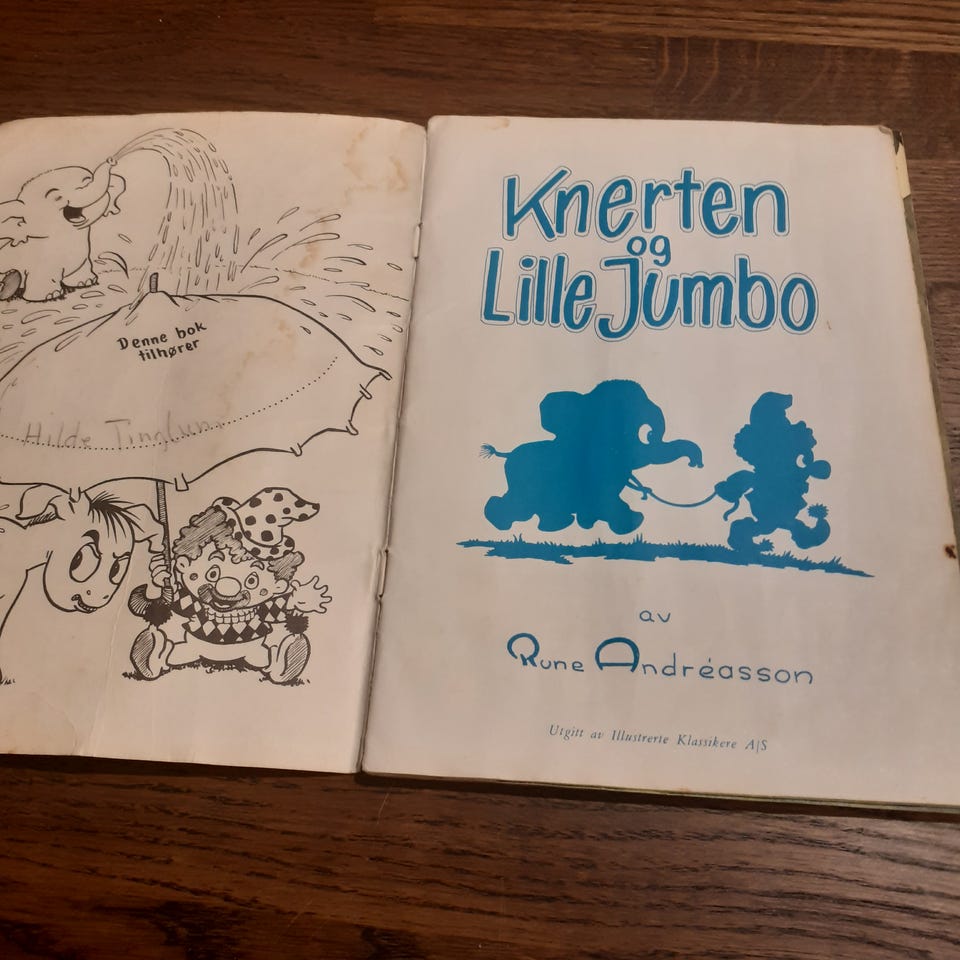 Denne bok
tilhører
Hilde
Knerten
og
Lille Jumbo
av
Rune Andréasson
Utgitt av Illustrerte Klassikere A|S